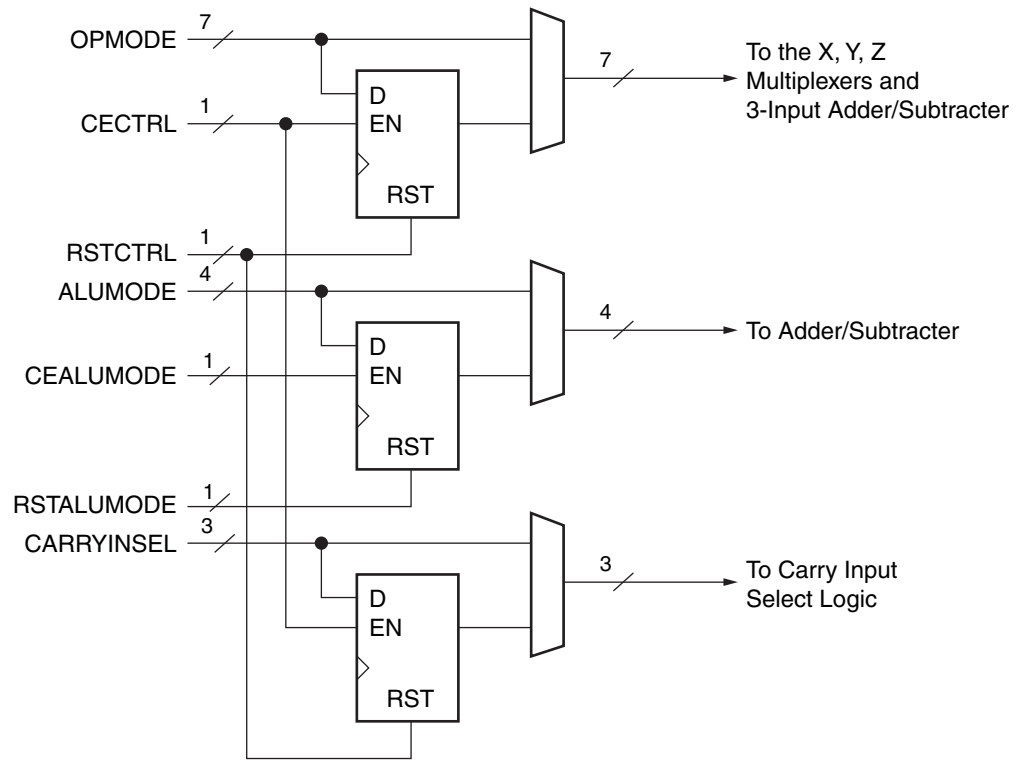 OPMODE
7
CECTRL
1
D
EN
RST
7
To the X, Y, Z
Multiplexers and
3-Input Adder/Subtracter
RSTCTRL
1
ALUMODE
4
CEALUMODE
1
D
EN
RST
4
To Adder/Subtracter
RSTALUMODE
1
CARRYINSEL
3
D
EN
RST
3
To Carry Input
Select Logic